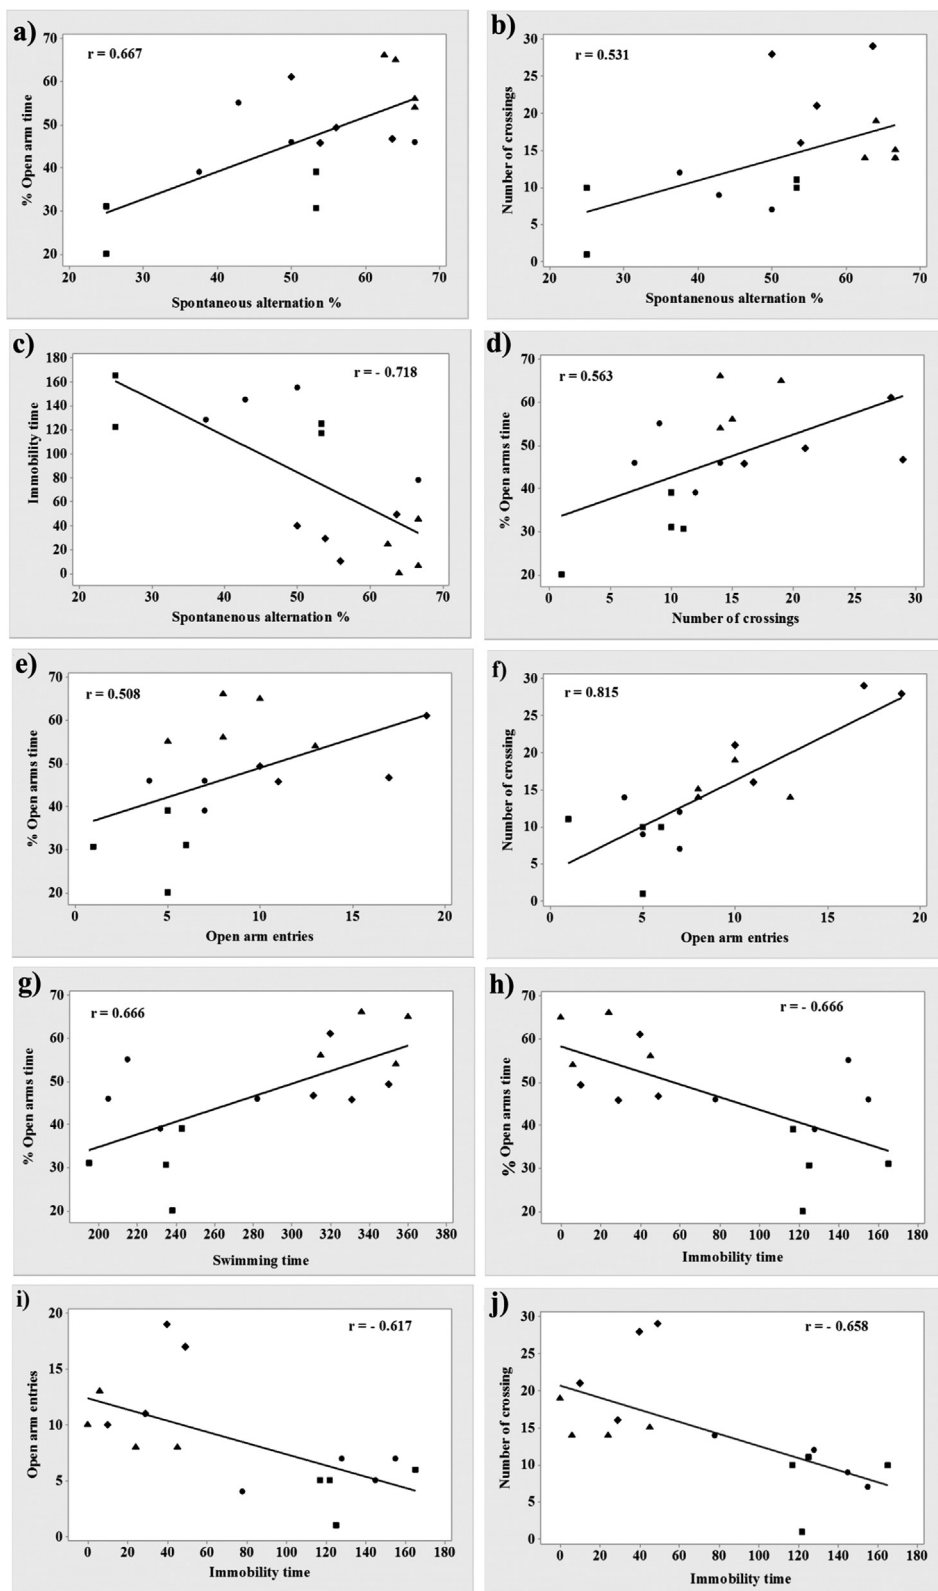 a)
r = 0.667
% Open arm time
70
60
50
40
30
20
20 30 40 50 60 70
Spontaneous alternation %
b)
r = 0.531
Number of crossings
30
25
20
15
10
5
0
20 30 40 50 60 70
Spontanenous alternation %
c)
r = - 0.718
Immobility time
180
160
140
120
100
80
60
40
20
0
20 30 40 50 60 70
Spontanenous alternation %
d)
r = 0.563
% Open arms time
70
60
50
40
30
20
0 5 10 15 20 25 30
Number of crossings
e)
r = 0.508
% Open arms time
70
60
50
40
30
20
0 5 10 15 20
Open arm entries
f)
r = 0.815
Number of crossing
30
25
20
15
10
5
0
0 5 10 15 20
Open arm entries
g)
r = 0.666
% Open arms time
70
60
50
40
30
20
200 220 240 260 280 300 320 340 360 380
Swimming time
h)
r = - 0.666
% Open arms time
70
60
50
40
30
20
0 20 40 60 80 100 120 140 160 180
Immobility time
i)
r = - 0.617
Open arm entries
20
15
10
5
0
0 20 40 60 80 100 120 140 160 180
Immobility time
j)
r = - 0.658
Number of crossing
30
25
20
15
10
5
0
0 20 40 60 80 100 120 140 160 180
Immobility time